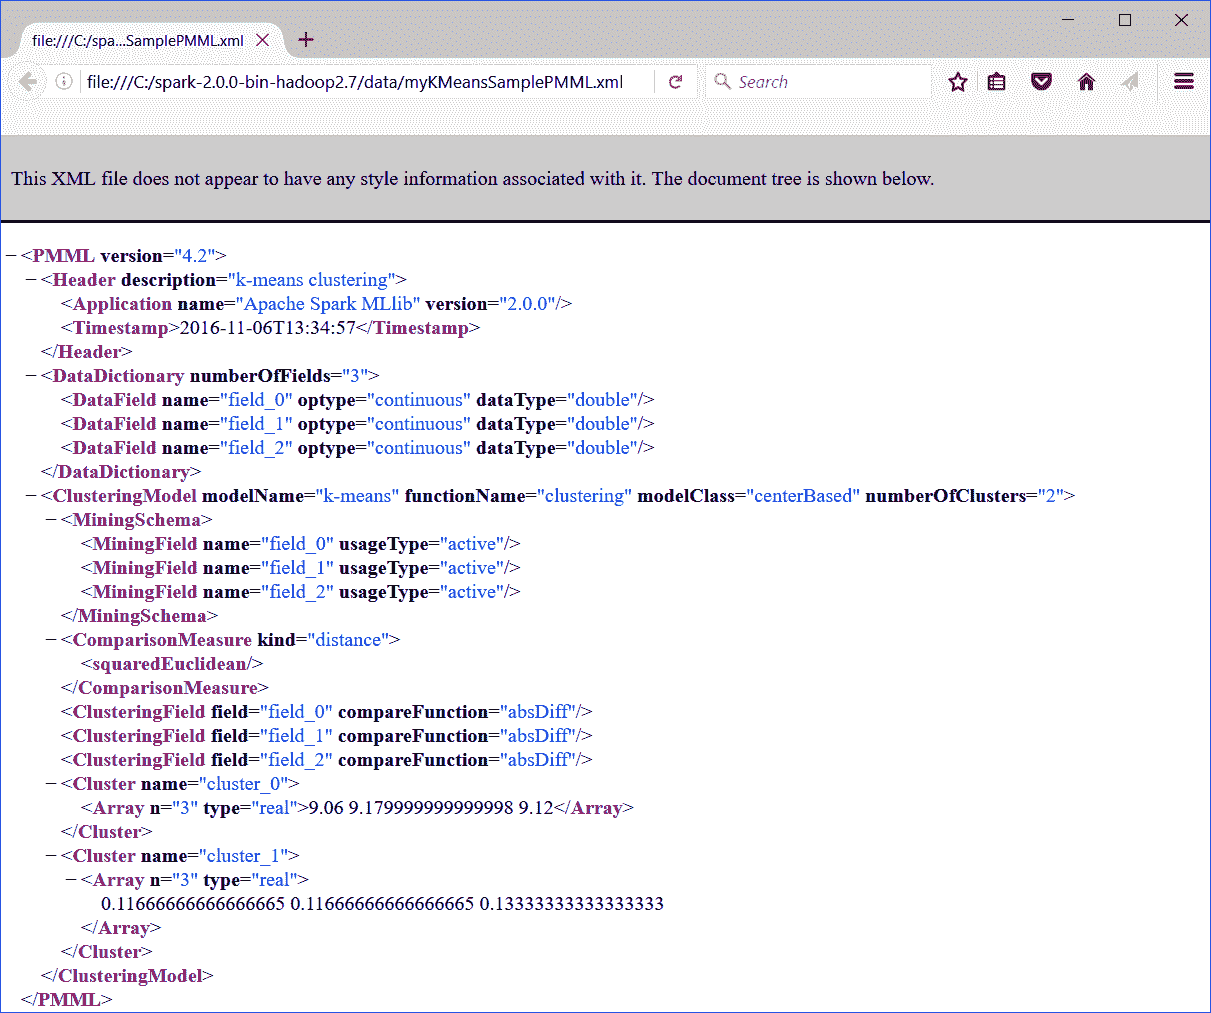 file:///C:/spa...SamplePMML.xml
file:///C:/spark-2.0.0-bin-hadoop2.7/data/myKMeansSamplePMML.xml
Search
This XML file does not appear to have any style information associated with it. The document tree is shown below.
−<PMML version="4.2">
−<Header description="k-means clustering">
<Application name="Apache Spark MLlib" version="2.0.0"/>
<Timestamp>2016-11-06T13:34:57</Timestamp>
</Header>
−<DataDictionary numberOfFields="3">
<DataField name="field_0" optype="continuous" dataType="double"/>
<DataField name="field_1" optype="continuous" dataType="double"/>
<DataField name="field_2" optype="continuous" dataType="double"/>
</DataDictionary>
−<ClusteringModel modelName="k-means" functionName="clustering" modelClass="centerBased" numberOfClusters="2">
−<MiningSchema>
<MiningField name="field_0" usageType="active"/>
<MiningField name="field_1" usageType="active"/>
<MiningField name="field_2" usageType="active"/>
</MiningSchema>
−<ComparisonMeasure kind="distance">
<squaredEuclidean/>
</ComparisonMeasure>
<ClusteringField field="field_0" compareFunction="absDiff"/>
<ClusteringField field="field_1" compareFunction="absDiff"/>
<ClusteringField field="field_2" compareFunction="absDiff"/>
−<Cluster name="cluster_0">
<Array n="3" type="real">9.06 9.179999999999998 9.12</Array>
</Cluster>
−<Cluster name="cluster_1">
−<Array n="3" type="real">
0.11666666666666665 0.11666666666666665 0.13333333333333333
</Array>
</Cluster>
</ClusteringModel>
</PMML>